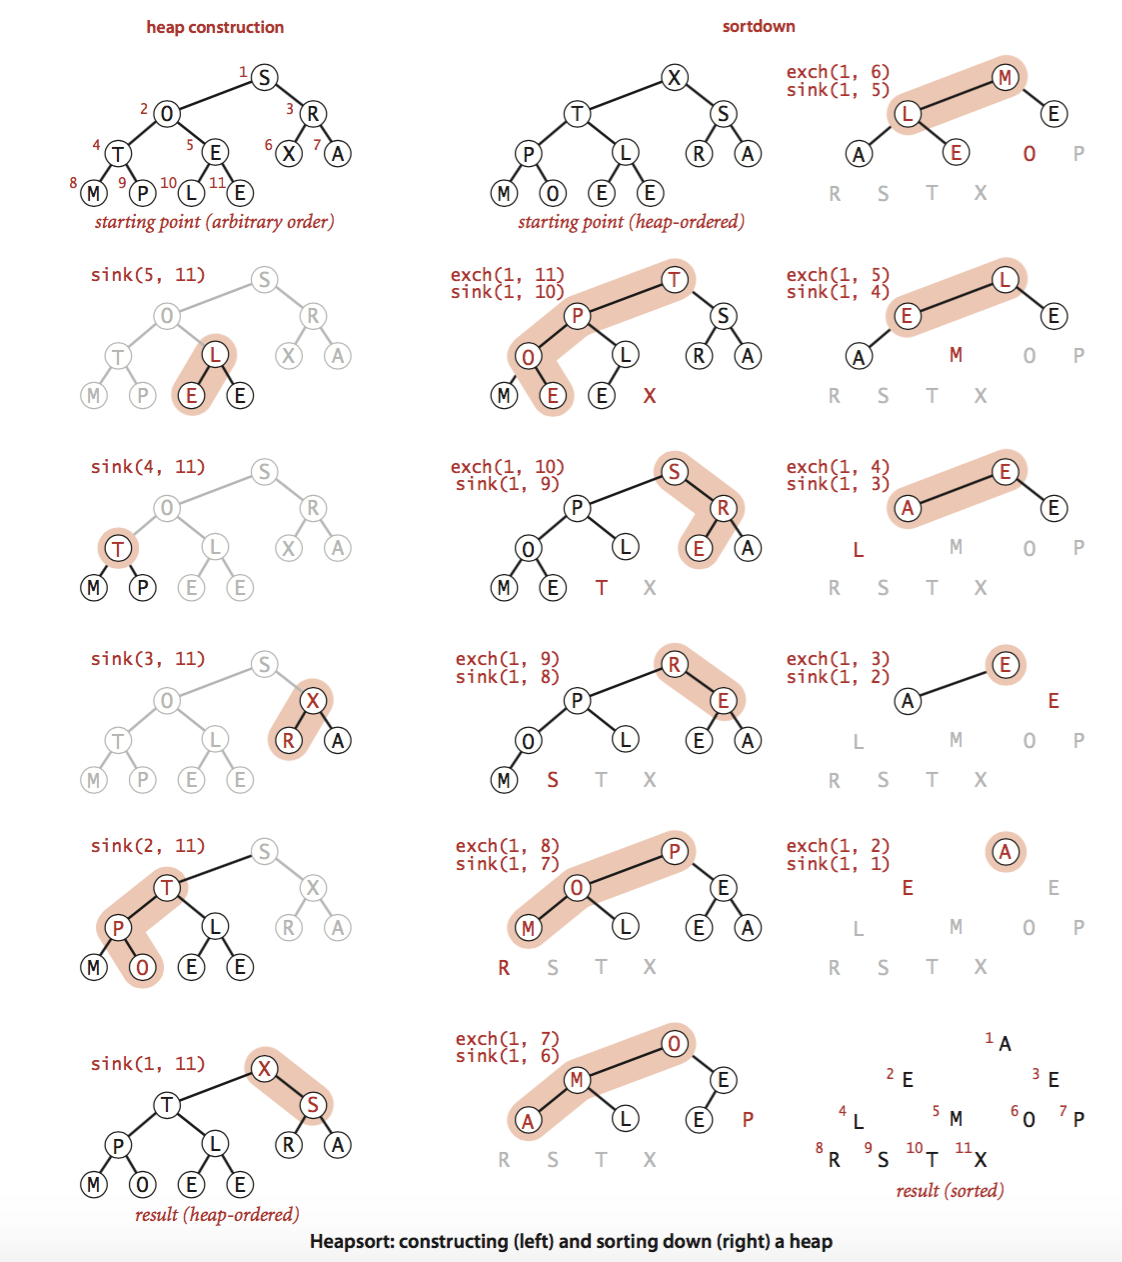 heap construction
1 S
2 O 3 R
4 T 5 E 6 X 7 A
8 M 9 P 10 L 11 E
starting point (arbitrary order)
sink(5, 11)
S
O R
T L X A
M P E E
sink(4, 11)
S
O R
T L X A
M P E E
sink(3, 11)
S
O X
T L R A
M P E E
sink(2, 11)
S
T X
P L R A
M O E E
sink(1, 11)
X
T S
P L R A
M O E E
result (heap-ordered)
sortdown
X
T S
P L R A
M O E E
starting point (heap-ordered)
exch(1, 11)
sink(1, 10)
T
P S
O L R A
M E E X
exch(1, 10)
sink(1, 9)
S
P R
O L E A
M E T X
exch(1, 9)
sink(1, 8)
R
P E
O L E A
M S T X
exch(1, 8)
sink(1, 7)
P
O E
M L E A
R S T X
exch(1, 7)
sink(1, 6)
O
M E
A L E P
R S T X
exch(1, 6)
sink(1, 5)
M
L E
A E O P
R S T X
exch(1, 5)
sink(1, 4)
L
E E
A M O P
R S T X
exch(1, 4)
sink(1, 3)
E
A E
L M O P
R S T X
exch(1, 3)
sink(1, 2)
E
A E
L M O P
R S T X
exch(1, 2)
sink(1, 1)
A
E E
L M O P
R S T X
1 A
2 E 3 E
4 L 5 M 6 O 7 P
8 R 9 S 10 T 11 X
result (sorted)
Heapsort: constructing (left) and sorting down (right) a heap